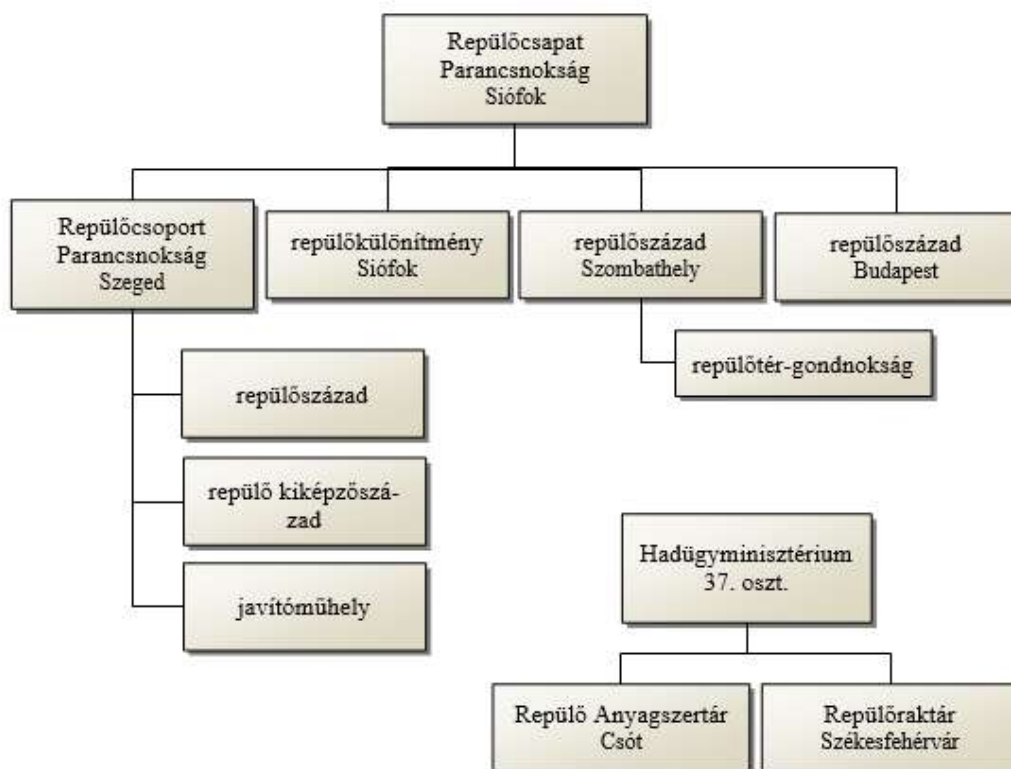 Repülőcsapat
Parancsnokság
Siófok
Repülőcsoport
Parancsnokság
Szeged
repülőkülönítmény
Siófok
repülőszázad
Szombathely
repülőszázad
Budapest
repülőtér-gondnokság
repülőszázad
repülő kiképzőszá-
zad
javítóműhely
Hadügyminisztérium
37. oszt.
Repülő Anyagszertár
Csót
Repülőraktár
Székesfehérvár